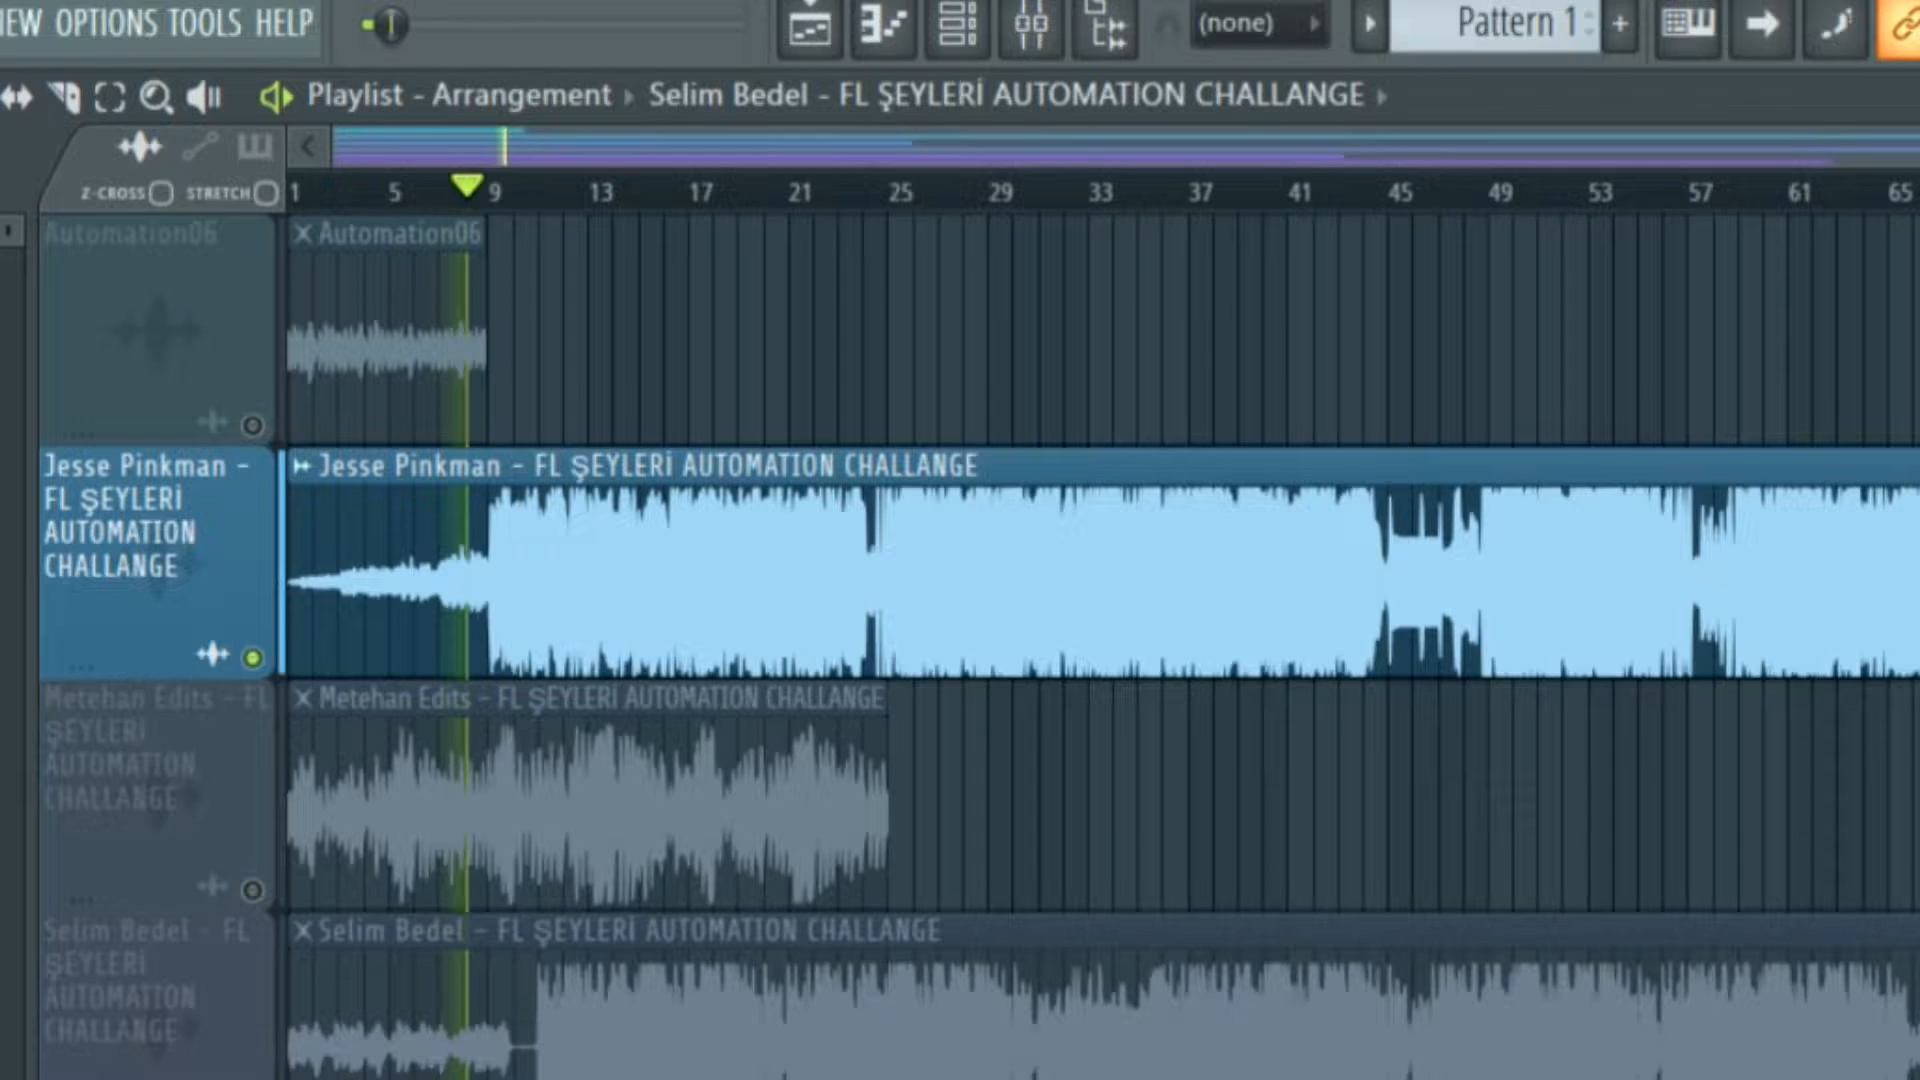 IEW OPTIONS TOOLS HELP
(none)
Pattern 1
+
Playlist - Arrangement Selim Bedel - FL ŞEYLERİ AUTOMATION CHALLANGE
Z-CROSS STRETCH
1 5 9 13 17 21 25 29 33 37 41 45 49 53 57 61 65
Automation06
Automation06
Jesse Pinkman -
FL ŞEYLERİ
AUTOMATION
CHALLANGE
Jesse Pinkman - FL ŞEYLERİ AUTOMATION CHALLANGE
Metehan Edits - FL
ŞEYLERİ
AUTOMATION
CHALLANGE
Metehan Edits - FL ŞEYLERİ AUTOMATION CHALLANGE
Selim Bedel - FL
ŞEYLERİ
AUTOMATION
CHALLANGE
Selim Bedel - FL ŞEYLERİ AUTOMATION CHALLANGE